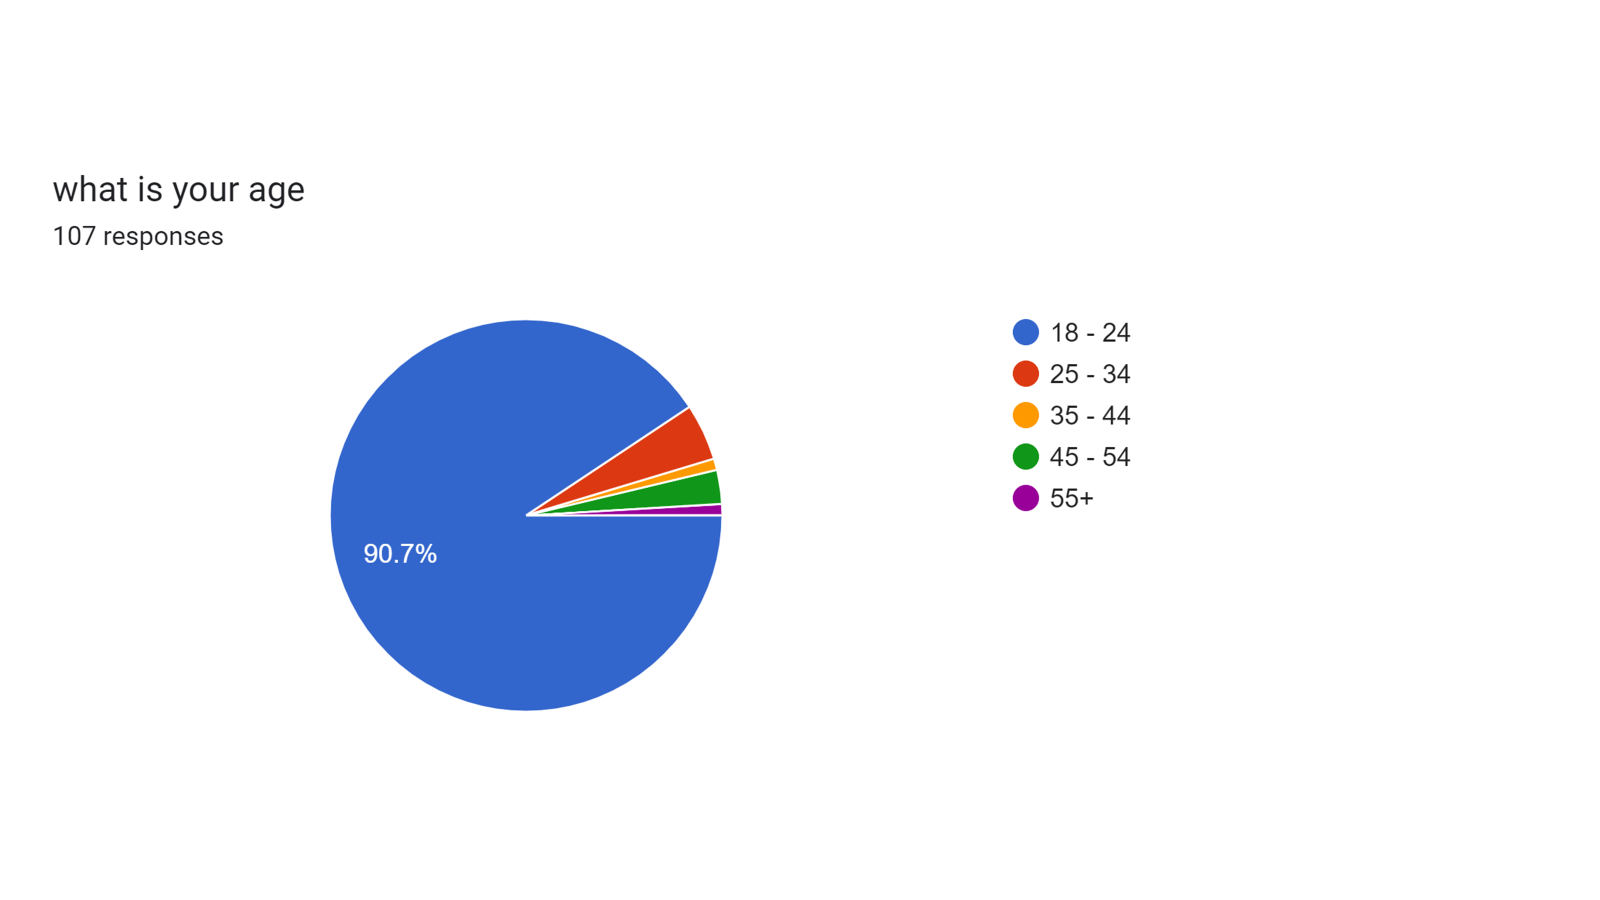 what is your age
107 responses
18 - 24
25 - 34
35 - 44
45 - 54
55+
90.7%